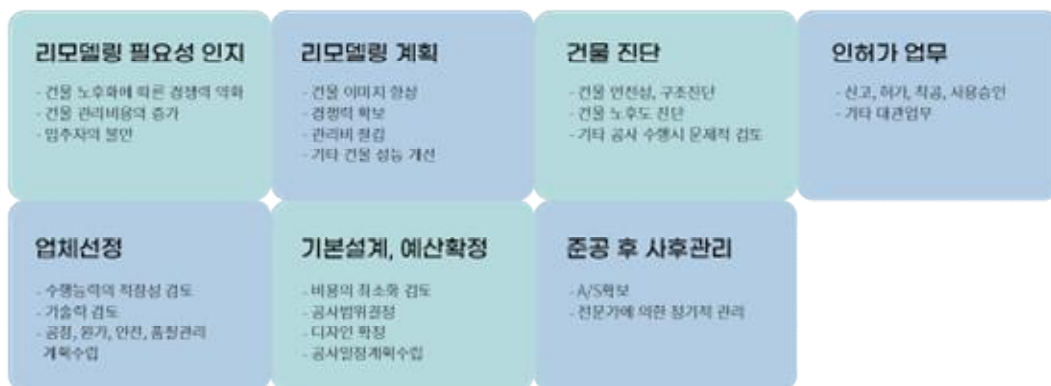 리모델링 필요성 인지
- 건물 노후화에 따른 경쟁력 약화
- 건물 관리비용의 증가
- 입주자의 불만
리모델링 계획
- 건물 이미지 향상
- 경쟁력 확보
- 관리비 절감
- 기타 건물 성능 개선
건물 진단
- 건물 안전성, 구조진단
- 건물 노후도 진단
- 기타 공사 수행시 문제적 검토
인허가 업무
- 신고, 허가, 착공, 사용승인
- 기타 대관업무
업체선정
- 수행능력의 적정성 검토
- 기술력 검토
- 공정, 원가, 안전, 품질관리
계획수립
기본설계, 예산확정
- 비용의 최소화 검토
- 공사범위결정
- 디자인 확정
- 공사일정계획수립
준공 후 사후관리
- A/S확보
- 전문가에 의한 정기적 관리